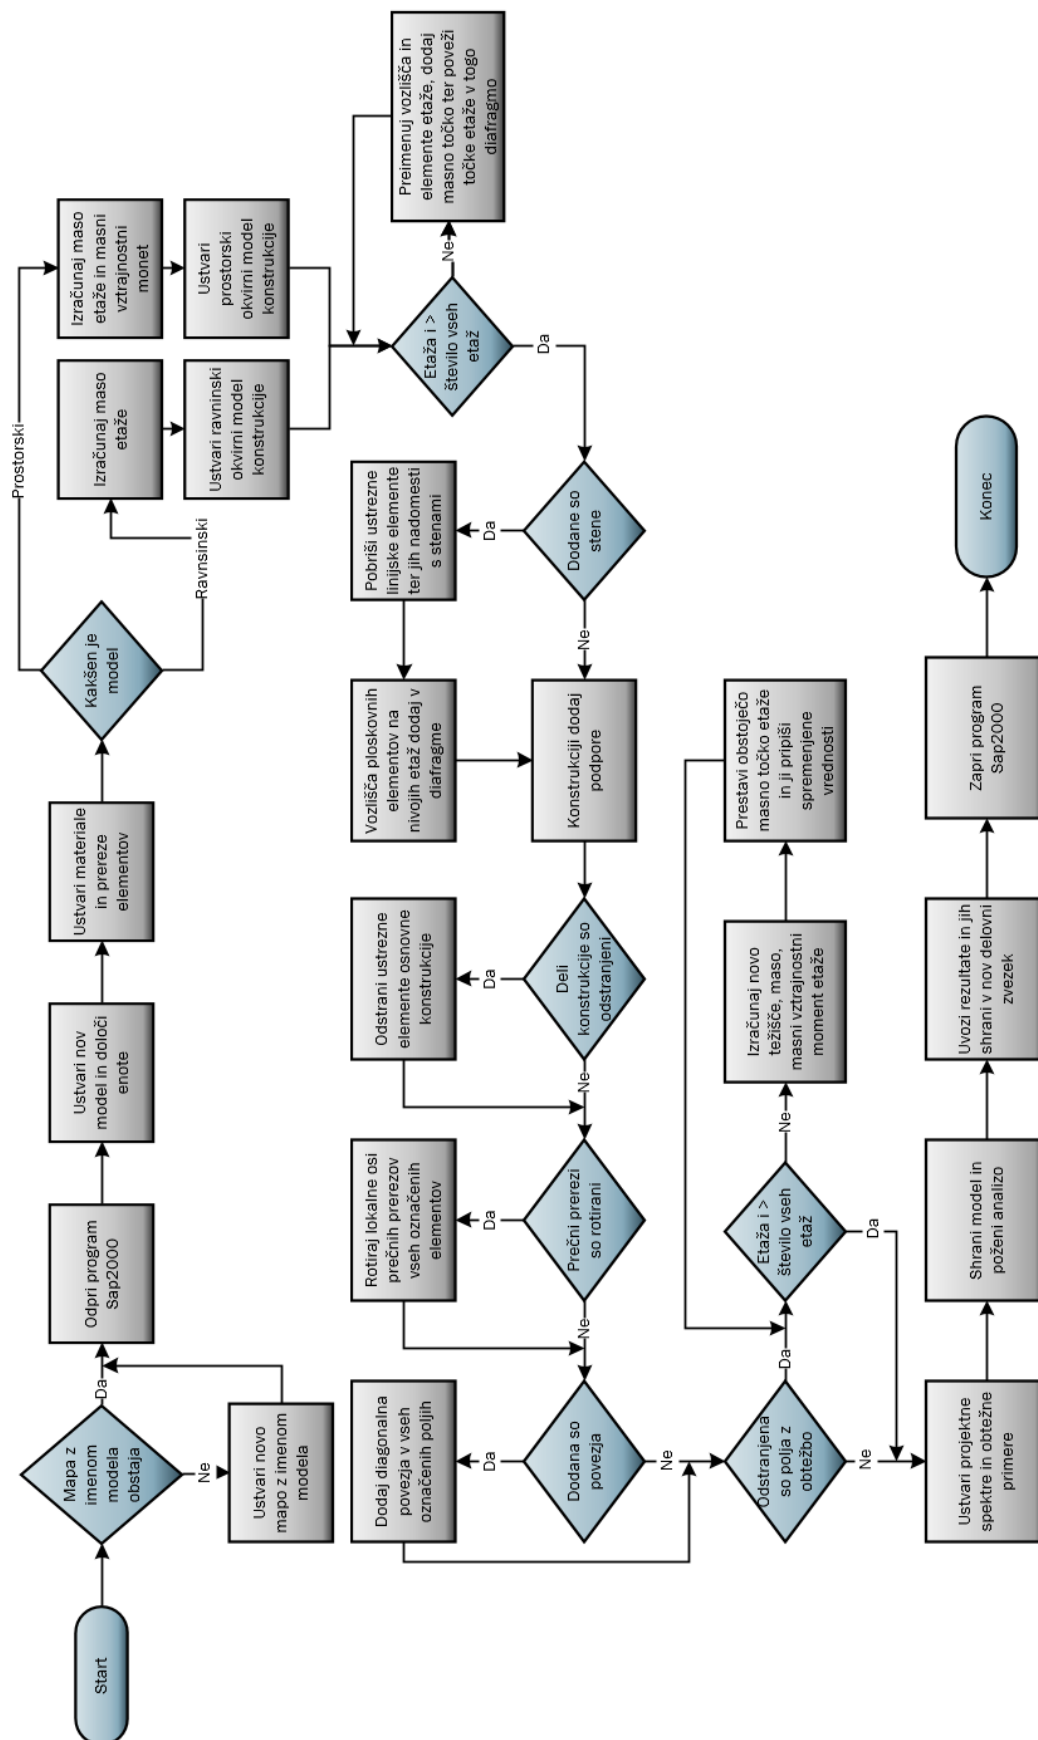 Start
Mapa z
imenom
modela
obstaja
Da
Ne
Ustvari novo
mapo z imenom
modela
Odpri program
Sap2000
Ustvari nov
model in določi
enote
Ustvari materiale
in prereze
elementov
Kakšen je
model
Prostorski
Ravnsinski
Izračunaj maso
etaže in masni
vztrajnostni
monet
Ustvari
prostorski
okvirni model
konstrukcije
Izračunaj maso
etaže
Ustvari ravninski
okvirni model
konstrukcije
Etaža i >
število vseh
etaž
Ne
Preimenuj vozlišča in
elemente etaže, dodaj
masno točko ter poveži
točke etaže v togo
diafragmo
Da
Dodane so
stene
Da
Pobriši ustrezne
linijske elemente
ter jih nadomesti
s stenami
Vozlišča ploskovnih
elementov na
nivojih etaž dodaj v
diafragme
Ne
Konstrukciji dodaj
podpore
Deli
konstrukcije so
odstranjeni
Da
Odstrani ustrezne
elemente osnovne
konstrukcije
Ne
Prečni prerezi
so rotirani
Da
Rotiraj lokalne osi
prečnih prerezov
vseh označenih
elementov
Ne
Dodana so
povezja
Da
Dodaj diagonalna
povezja v vseh
označenih poljih
Ne
Odstranjena
so polja z
obtežbo
Da
Etaža i >
število vseh
etaž
Ne
Izračunaj novo
težišče, maso,
masni vztrajnostni
moment etaže
Prestavi obstoječo
masno točko etaže
in ji pripiši
spremenjene
vrednosti
Da
Ne
Ustvari projektne
spektre in obtežne
primere
Shrani model in
poženi analizo
Uvozi rezultate in jih
shrani v nov delovni
zvezek
Zapri program
Sap2000
Konec